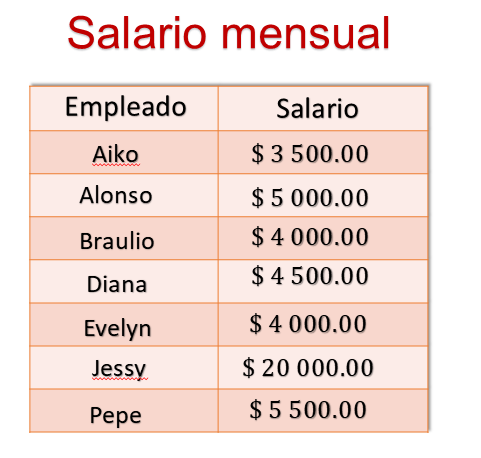 Salario mensual
Empleado Salario
Aiko $ 3 500.00
Alonso $ 5 000.00
Braulio $ 4 000.00
Diana $ 4 500.00
Evelyn $ 4 000.00
Jessy $ 20 000.00
Pepe $ 5 500.00